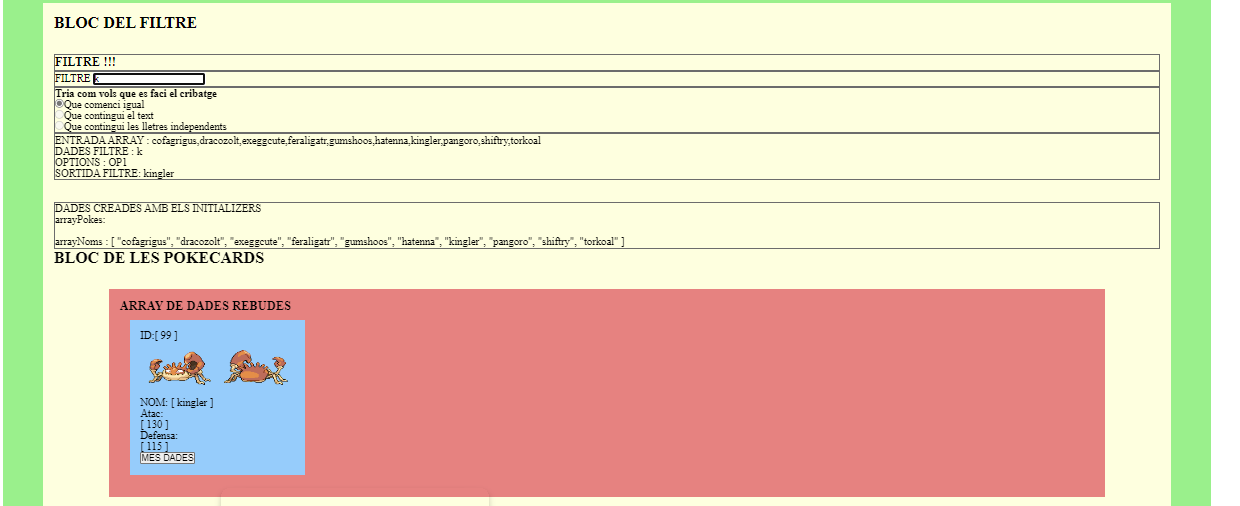 BLOC DEL FILTRE
FILTRE !!!
FILTRE k
Tria com vols que es faci el cribatge
Que comenci igual
Que contingui el text
Que contingui les lletres independents
ENTRADA ARRAY : cofagrigus,dracozolt,exeggcute,feraligatr,gumshoos,hatenna,kingler,pangoro,shiftry,torkoal
DADES FILTRE : k
OPTIONS : OP1
SORTIDA FILTRE: kingler
DADES CREADES AMB ELS INITIALIZERS
arrayPokes:
arrayNoms : [ "cofagrigus", "dracozolt", "exeggcute", "feraligatr", "gumshoos", "hatenna", "kingler", "pangoro", "shiftry", "torkoal" ]
BLOC DE LES POKECARDS
ARRAY DE DADES REBUDES
ID:[ 99 ]
NOM: [ kingler ]
Atac:
[ 130 ]
Defensa:
[ 115 ]
MES DADES